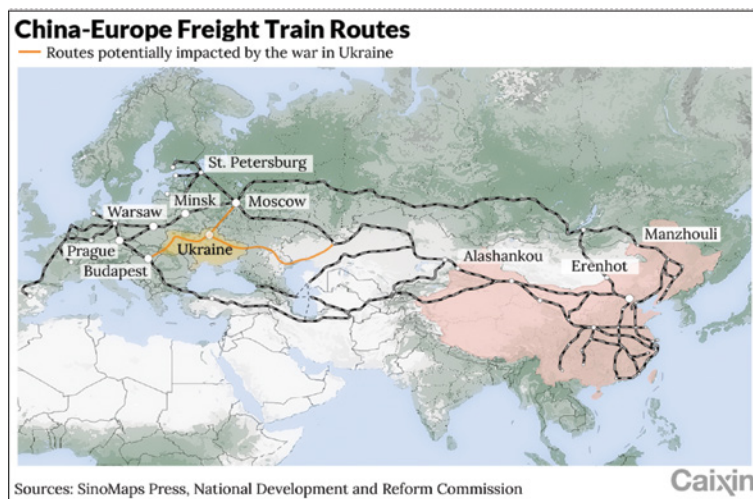 China-Europe Freight Train Routes
Routes potentially impacted by the war in Ukraine
St. Petersburg
Warsaw
Minsk
Moscow
Prague
Ukraine
Budapest
Manzhouli
Alashankou
Erenhot
Sources: SinoMaps Press, National Development and Reform Commission
Caixin